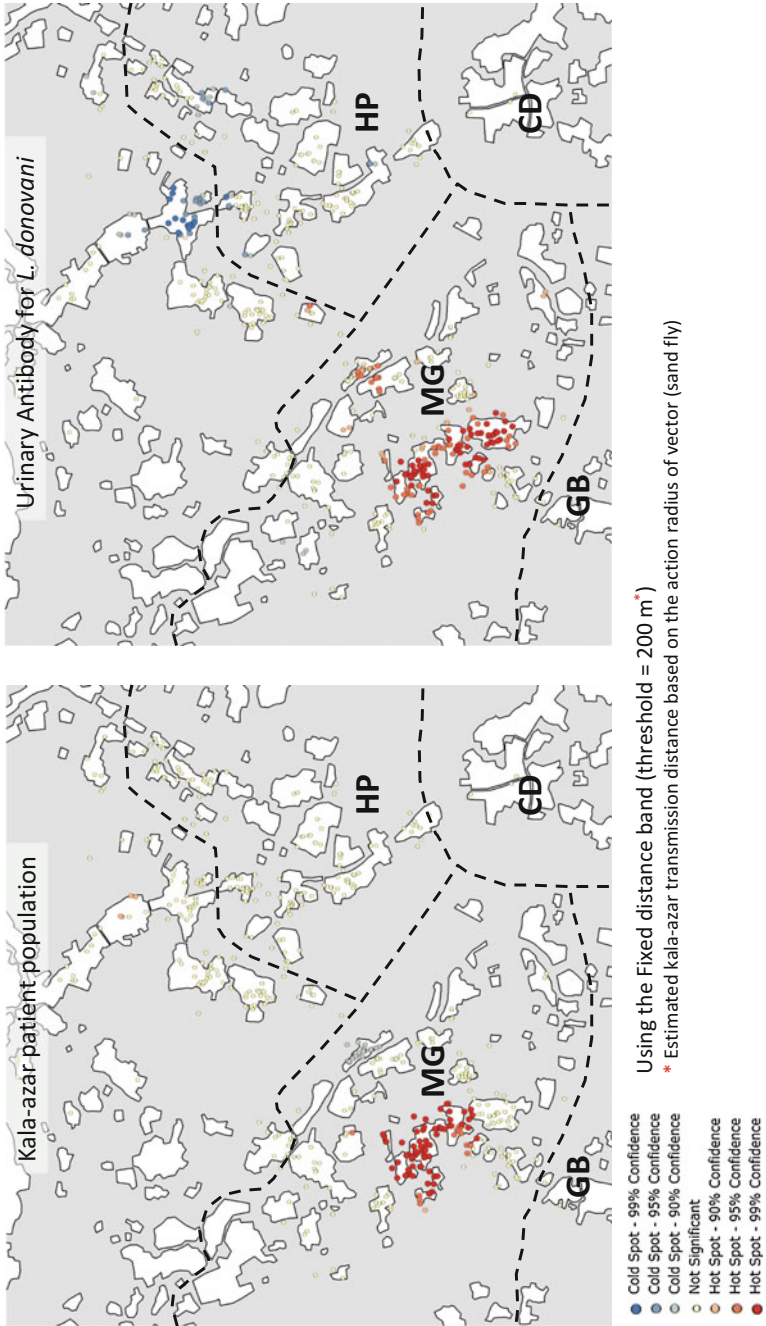 Kala-azar patient population
HP
MG
CD
GB
Urinary Antibody for L. donovani
HP
MG
CD
GB
Cold Spot - 99% Confidence
Cold Spot - 95% Confidence
Cold Spot - 90% Confidence
Not Significant
Hot Spot - 90% Confidence
Hot Spot - 95% Confidence
Hot Spot - 99% Confidence
Using the Fixed distance band (threshold = 200 m*)
* Estimated kala-azar transmission distance based on the action radius of vector (sand fly)